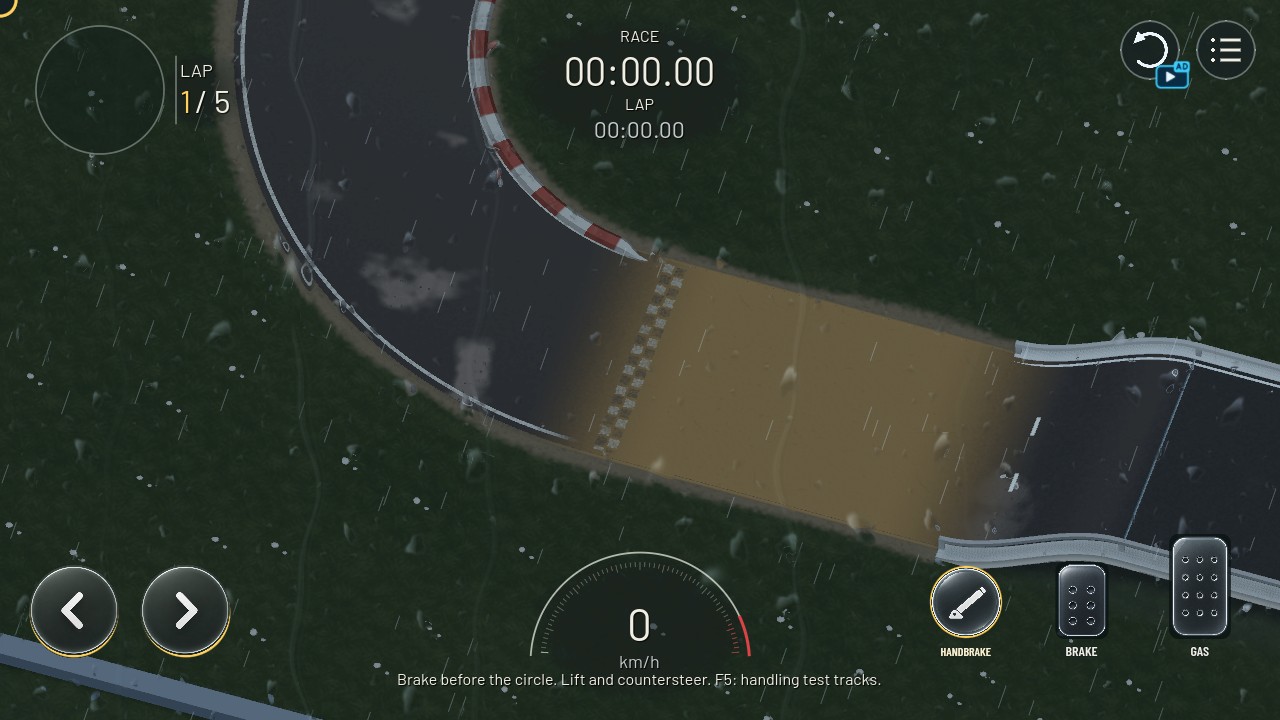 RACE
00:00.00
LAP
00:00.00
LAP
1/ 5
AD
0
km/h
Brake before the circle. Lift and countersteer. F5: handling test tracks.
HANDBRAKE
BRAKE
GAS